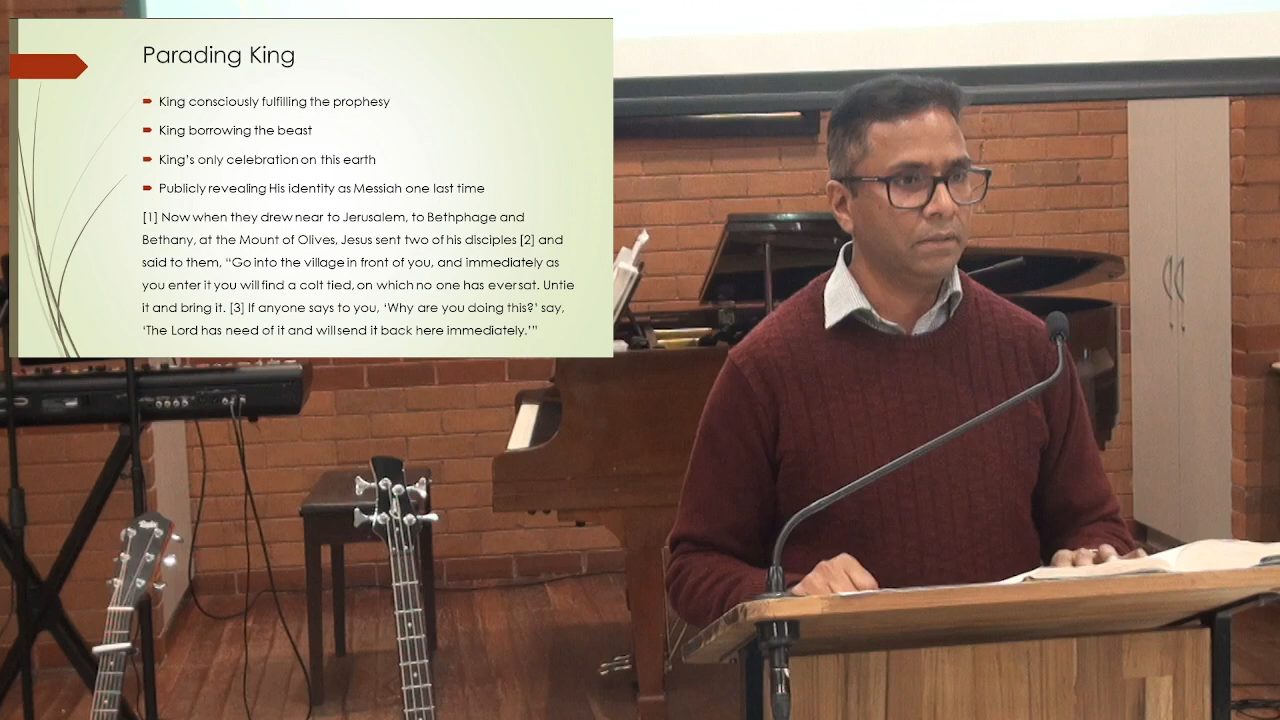 Parading King
King consciously fulfilling the prophesy
King borrowing the beast
King's only celebration on this earth
Publicly revealing His identity as Messiah one last time
[1] Now when they drew near to Jerusalem, to Bethphage and
Bethany, at the Mount of Olives, Jesus sent two of his disciples [2] and
said to them, “Go into the village in front of you, and immediately as
you enter it you will find a colt tied, on which no one has ever sat. Untie
it and bring it. [3] If anyone says to you, ‘Why are you doing this?’ say,
‘The Lord has need of it and will send it back here immediately.’”